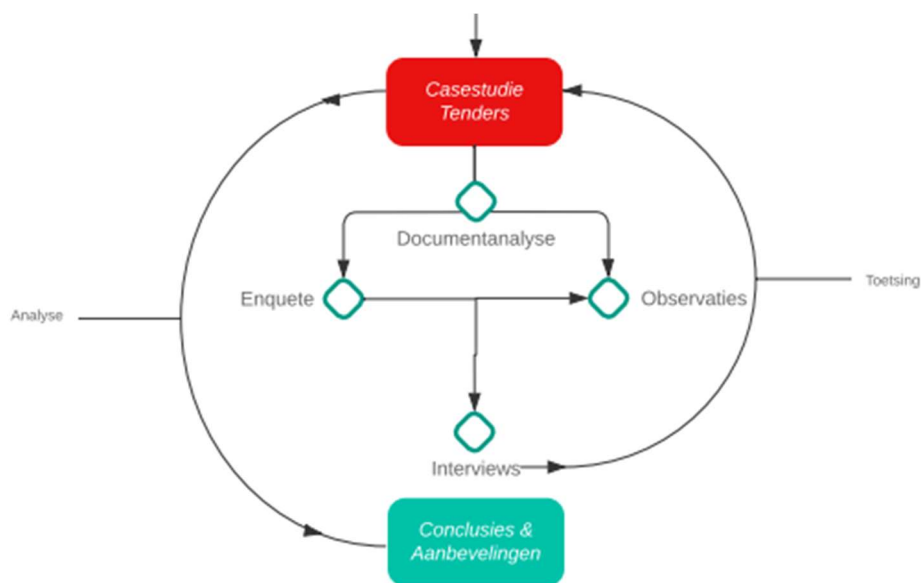 Casestudie
Tenders
Documentanalyse
Enquete
Observaties
Toetsing
Analyse
Interviews
Conclusies &
Aanbevelingen